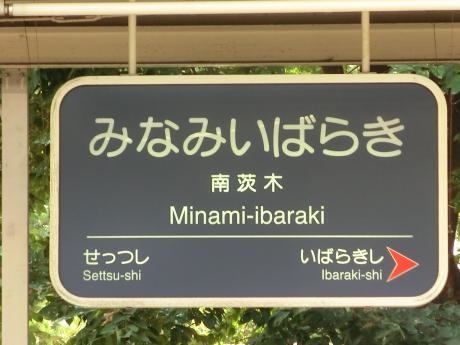 みなみいばらき
南茨木
Minami-ibaraki
せっつし いばらきし
Settsu-shi Ibaraki-shi